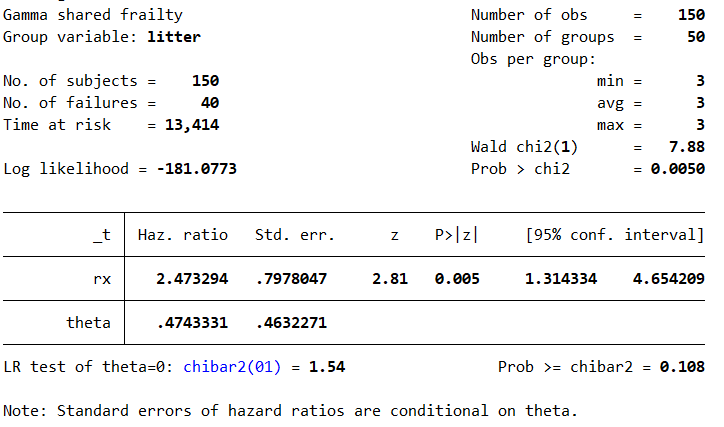 Gamma shared frailty Number of obs = 150
Group variable: litter Number of groups = 50
Obs per group:
No. of subjects = 150 min = 3
No. of failures = 40 avg = 3
Time at risk = 13,414 max = 3
Wald chi2(1) = 7.88
Log likelihood = -181.0773 Prob > chi2 = 0.0050
_t Haz. ratio Std. err. z P>|z| [95% conf. interval]
rx 2.473294 .7978047 2.81 0.005 1.314334 4.654209
theta .4743331 .4632271
LR test of theta=0: chibar2(01) = 1.54 Prob >= chibar2 = 0.108
Note: Standard errors of hazard ratios are conditional on theta.